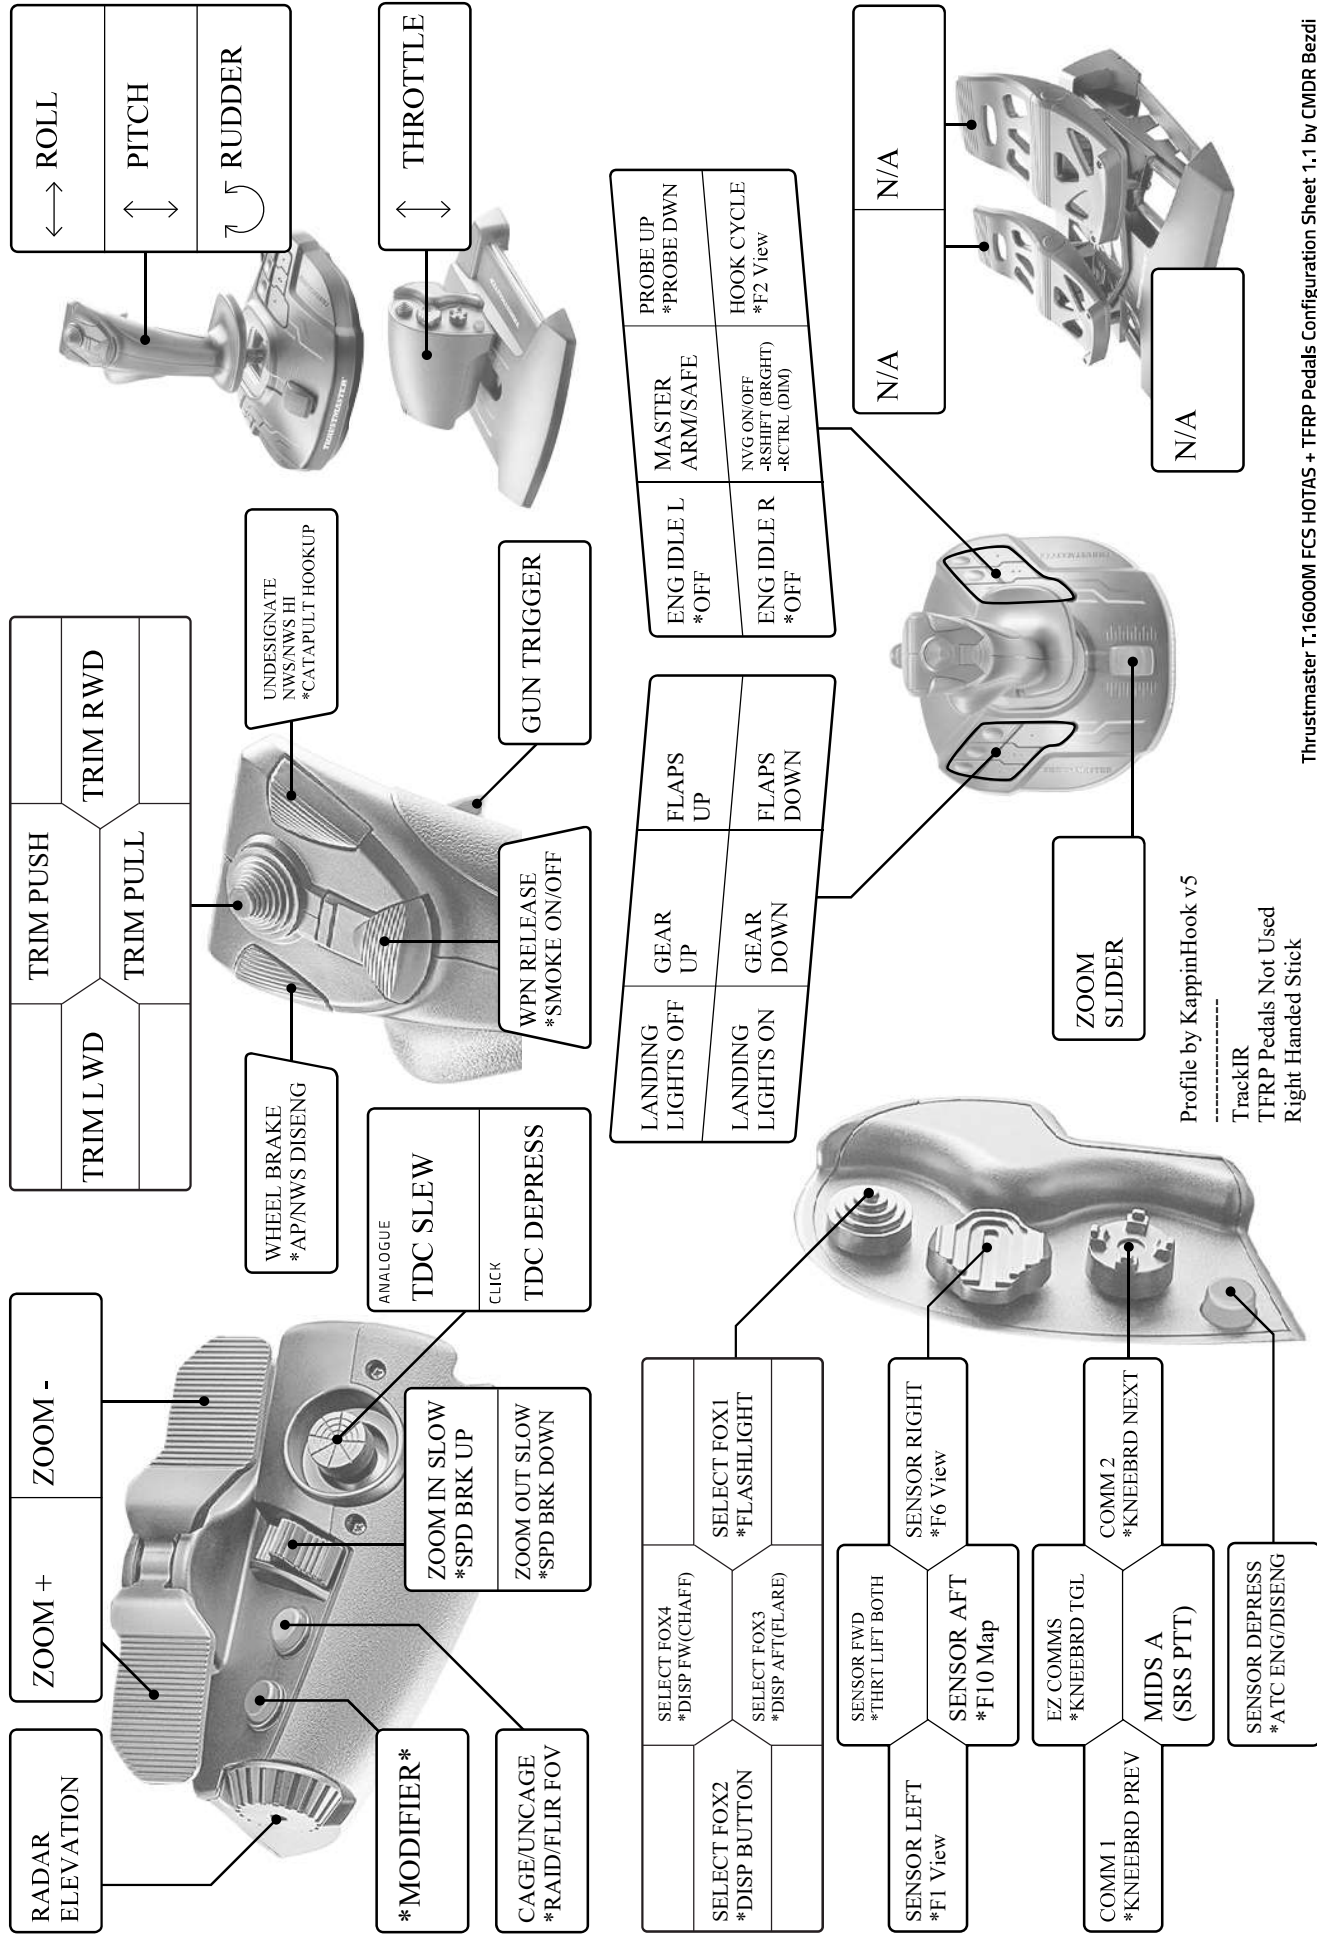 RADAR
ELEVATION
ZOOM +
ZOOM -
*MODIFIER*
CAGE/UNCAGE
*RAID/FLIR FOV
ZOOM IN SLOW
*SPD BRK UP
ZOOM OUT SLOW
*SPD BRK DOWN
ANALOGUE
TDC SLEW
CLICK
TDC DEPRESS
TRIM LWD
TRIM PUSH
TRIM PULL
TRIM RWD
WHEEL BRAKE
*AP/NWS DISENG
UNDESIGNATE
NWS/NWS HI
*CATAPULT HOOKUP
WPN RELEASE
*SMOKE ON/OFF
GUN TRIGGER
ROLL
PITCH
RUDDER
THRUSTMASTER
THROTTLE
SELECT FOX2
*DISP BUTTON
SELECT FOX4
*DISP FW(CHAFF)
SELECT FOX3
*DISP AFT(FLARE)
SELECT FOX1
*FLASHLIGHT
SENSOR LEFT
*F1 View
SENSOR FWD
*THRT LIFT BOTH
SENSOR AFT
*F10 Map
SENSOR RIGHT
*F6 View
COMM 1
*KNEEBRD PREV
EZ COMMS
*KNEEBRD TGL
MIDS A
(SRS PTT)
COMM 2
*KNEEBRD NEXT
SENSOR DEPRESS
*ATC ENG/DISENG
LANDING
LIGHTS OFF
GEAR
UP
FLAPS
UP
LANDING
LIGHTS ON
GEAR
DOWN
FLAPS
DOWN
ENG IDLE L
*OFF
MASTER
ARM/SAFE
PROBE UP
*PROBE DWN
ENG IDLE R
*OFF
NVG ON/OFF
-RSHIFT (BRGHT)
-RCTRL (DIM)
HOOK CYCLE
*F2 View
ZOOM
SLIDER
N/A
N/A
N/A
Profile by KappinHook v5
--------------
TrackIR
TFRP Pedals Not Used
Right Handed Stick
Thrustmaster T.16000M FCS HOTAS + TFRP Pedals Configuration Sheet 1.1 by CMDR Bezdi